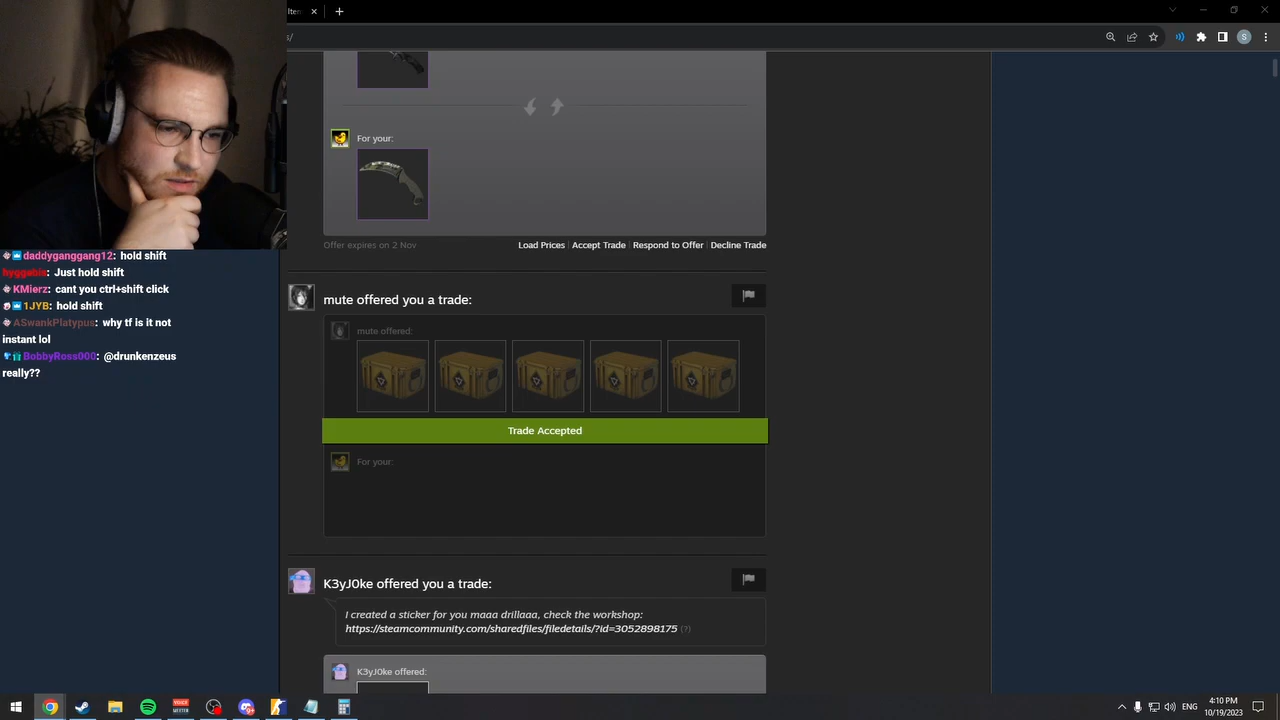 Iten
s/
For your:
Offer expires on 2 Nov
Load Prices | Accept Trade | Respond to Offer | Decline Trade
daddyganggang12: hold shift
hyggabis: Just hold shift
KMierz: cant you ctrl+shift click
1JYB: hold shift
ASwankPlatypus: why tf is it not
instant lol
BobbyRoss000: @drunkenzeus
really??
mute offered you a trade:
mute offered:
Trade Accepted
For your:
K3yJ0ke offered you a trade:
I created a sticker for you maaa drillaaa, check the workshop:
https://steamcommunity.com/sharedfiles/filedetails/?id=3052898175 (?)
K3yJ0ke offered:
VOICE
MEETER
ENG
4:10 PM
10/19/2023
S